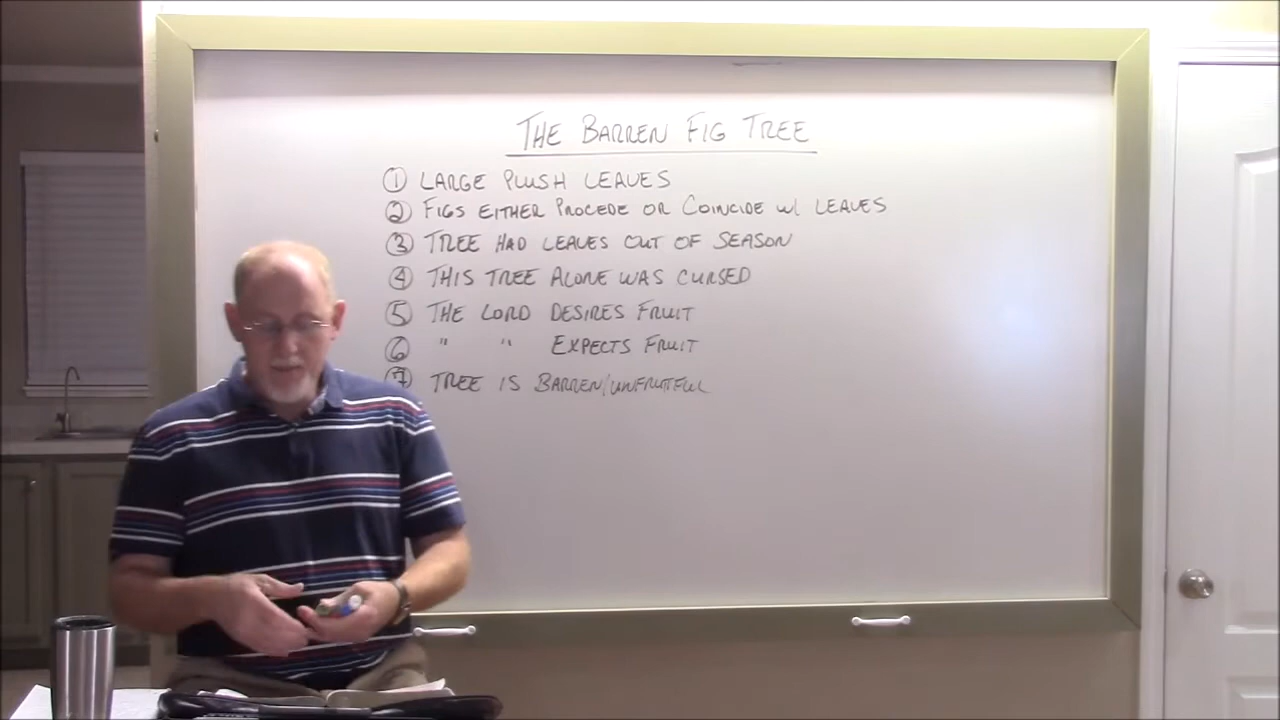 THE BARREN FIG TREE
① LARGE PLUSH LEAVES
② FIGS EITHER PROCEDE OR COINCIDE W/ LEAVES
③ TREE HAD LEAVES OUT OF SEASON
④ THIS TREE ALONE WAS CURSED
⑤ THE LORD DESIRES FRUIT
⑥ " " EXPECTS FRUIT
⑦ TREE IS BARREN/UNFRUTFUL